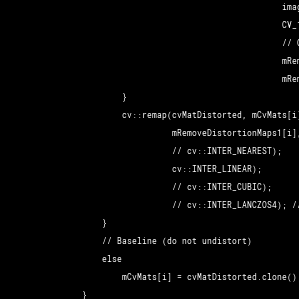 imag
CV_
// 
mRem
mRem
}
cv::remap(cvMatDistorted, mCvMats[i]
mRemoveDistortionMaps1[i],
// cv::INTER_NEAREST);
cv::INTER_LINEAR);
// cv::INTER_CUBIC);
// cv::INTER_LANCZOS4); //
}
// Baseline (do not undistort)
else
mCvMats[i] = cvMatDistorted.clone()
}